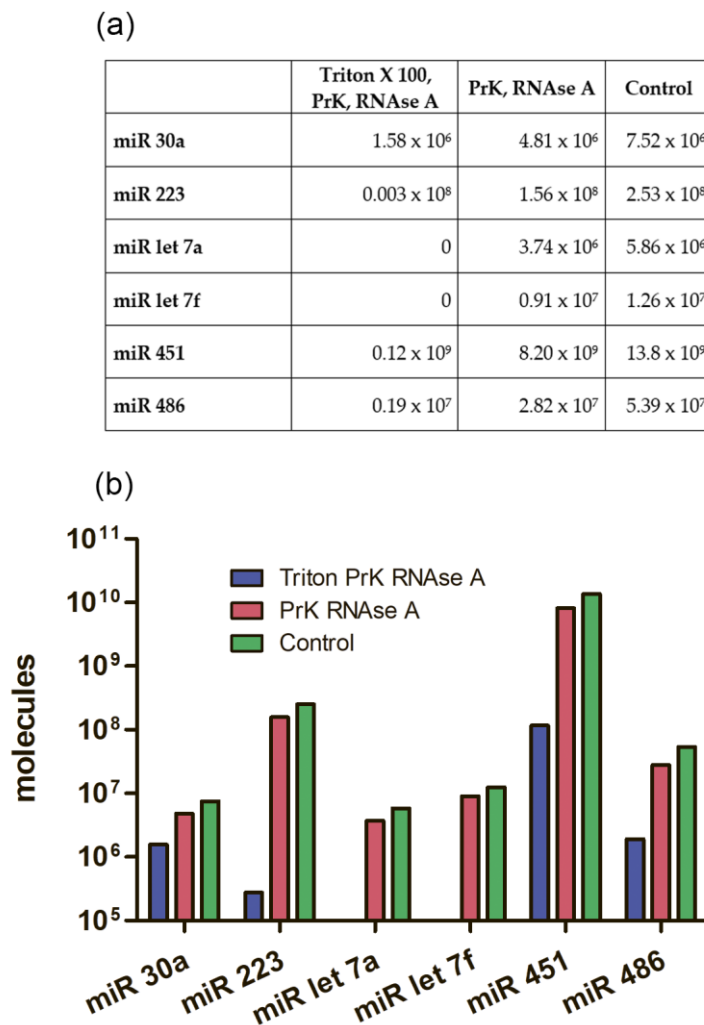 (a)
Triton X 100, PrK, RNAse A | PrK, RNAse A | Control
miR 30a | 1.58 x 10⁶ | 4.81 x 10⁶ | 7.52 x 10⁶
miR 223 | 0.003 x 10⁸ | 1.56 x 10⁸ | 2.53 x 10⁸
miR let 7a | 0 | 3.74 x 10⁶ | 5.86 x 10⁶
miR let 7f | 0 | 0.91 x 10⁷ | 1.26 x 10⁷
miR 451 | 0.12 x 10⁹ | 8.20 x 10⁹ | 13.8 x 10⁹
miR 486 | 0.19 x 10⁷ | 2.82 x 10⁷ | 5.39 x 10⁷
(b)
molecules
10¹¹
10¹⁰
10⁹
10⁸
10⁷
10⁶
10⁵
Triton PrK RNAse A
PrK RNAse A
Control
miR 30a
miR 223
miR let 7a
miR let 7f
miR 451
miR 486